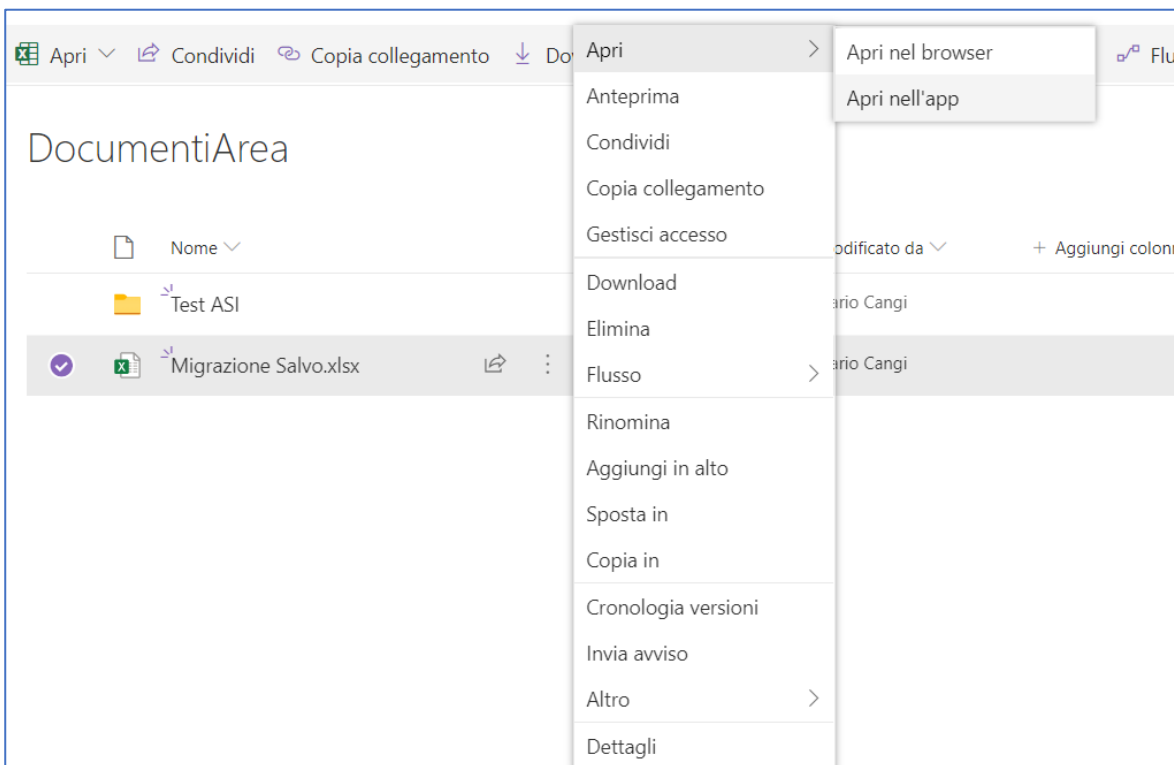 Apri Condividi Copia collegamento Do Apri Apri nel browser Flu
Anteprima Apri nell'app
DocumentiArea
Condividi
Copia collegamento
Gestisci accesso
Nome odificato da + Aggiungi colon
Download
Test ASI ario Cangi
Elimina
Migrazione Salvo.xlsx Flusso ario Cangi
Rinomina
Aggiungi in alto
Sposta in
Copia in
Cronologia versioni
Invia avviso
Altro
Dettagli